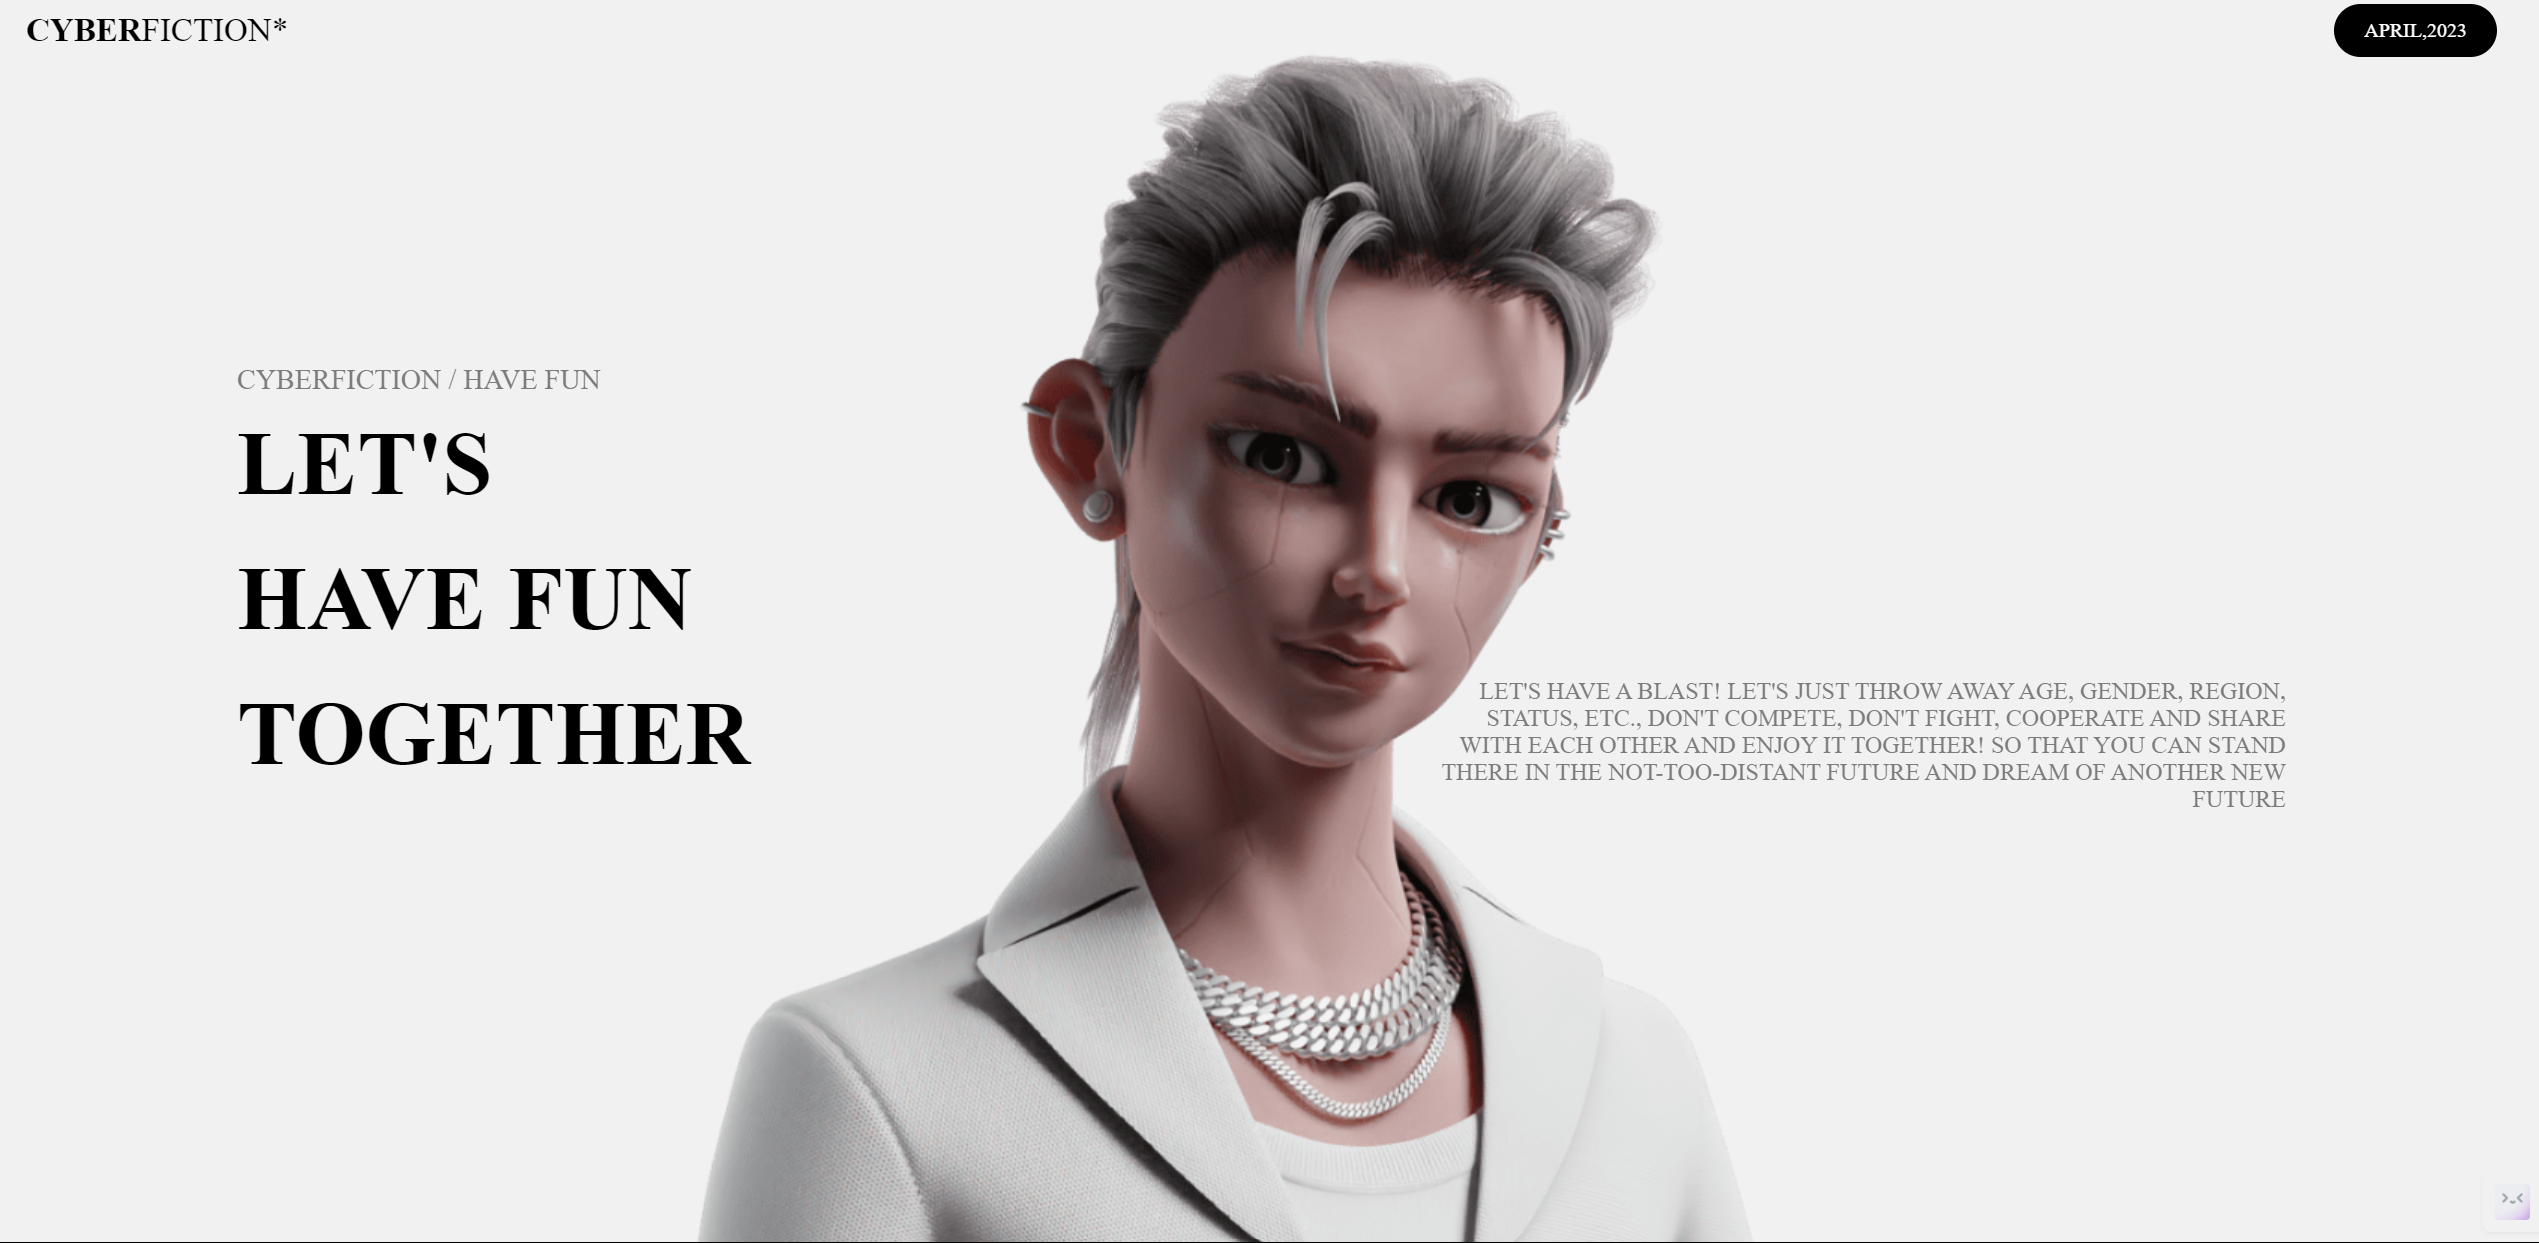 CYBERFICTION*
APRIL,2023
CYBERFICTION / HAVE FUN
LET'S
HAVE FUN
TOGETHER
LET'S HAVE A BLAST! LET'S JUST THROW AWAY AGE, GENDER, REGION,
STATUS, ETC., DON'T COMPETE, DON'T FIGHT, COOPERATE AND SHARE
WITH EACH OTHER AND ENJOY IT TOGETHER! SO THAT YOU CAN STAND
THERE IN THE NOT-TOO-DISTANT FUTURE AND DREAM OF ANOTHER NEW
FUTURE